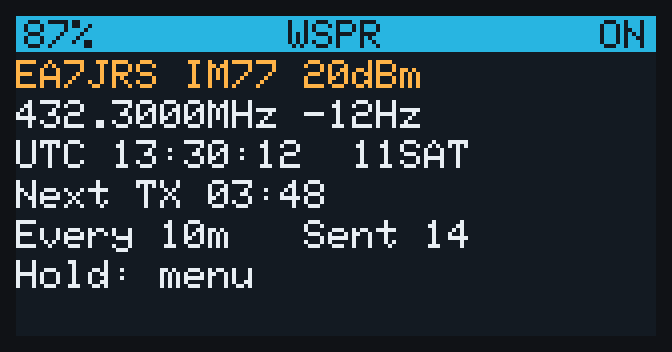 87% WSPR ON
EA7JRS IM77 20dBm
432.3000MHz -12Hz
UTC 13:30:12 11SAT
Next TX 03:48
Every 10m Sent 14
Hold: menu